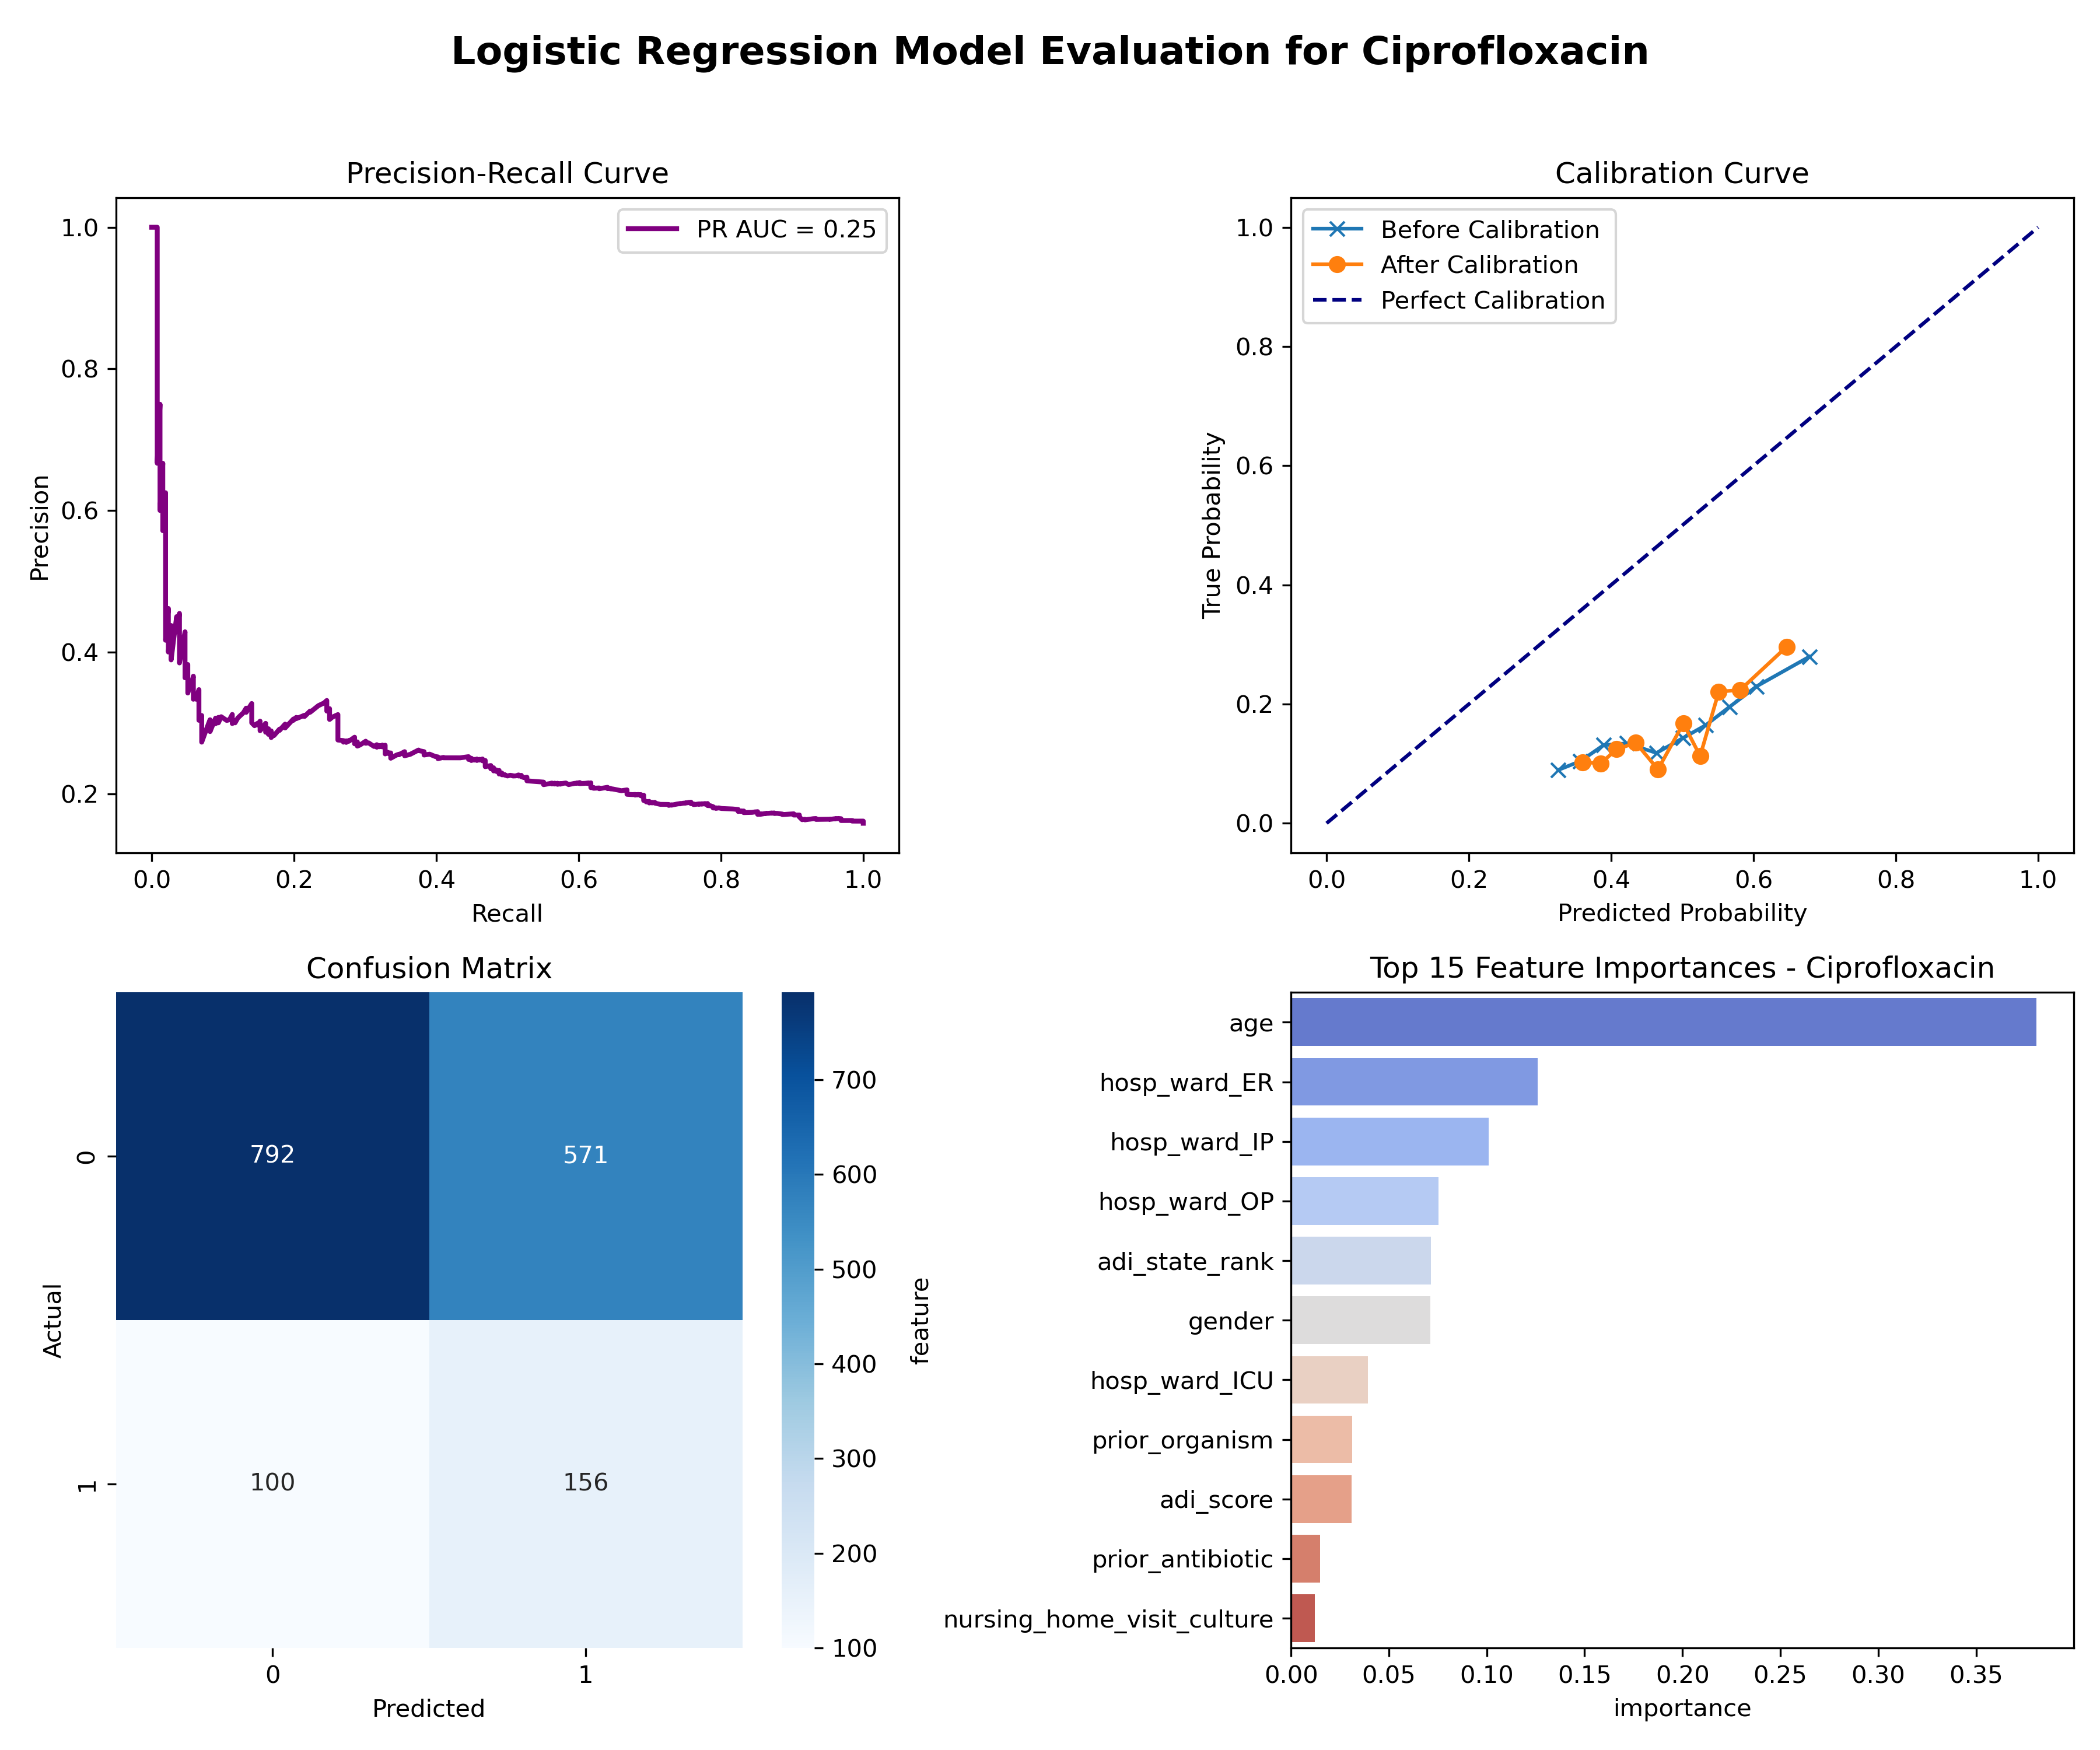 Logistic Regression Model Evaluation for Ciprofloxacin
Precision-Recall Curve
PR AUC = 0.25
Precision
1.0
0.8
0.6
0.4
0.2
0.0 0.2 0.4 0.6 0.8 1.0
Recall
Calibration Curve
Before Calibration
After Calibration
Perfect Calibration
True Probability
1.0
0.8
0.6
0.4
0.2
0.0
0.0 0.2 0.4 0.6 0.8 1.0
Predicted Probability
Confusion Matrix
Actual
0
1
792 571
100 156
0 1
Predicted
700
600
500
400
300
200
100
Top 15 Feature Importances - Ciprofloxacin
feature
age
hosp_ward_ER
hosp_ward_IP
hosp_ward_OP
adi_state_rank
gender
hosp_ward_ICU
prior_organism
adi_score
prior_antibiotic
nursing_home_visit_culture
0.00 0.05 0.10 0.15 0.20 0.25 0.30 0.35
importance